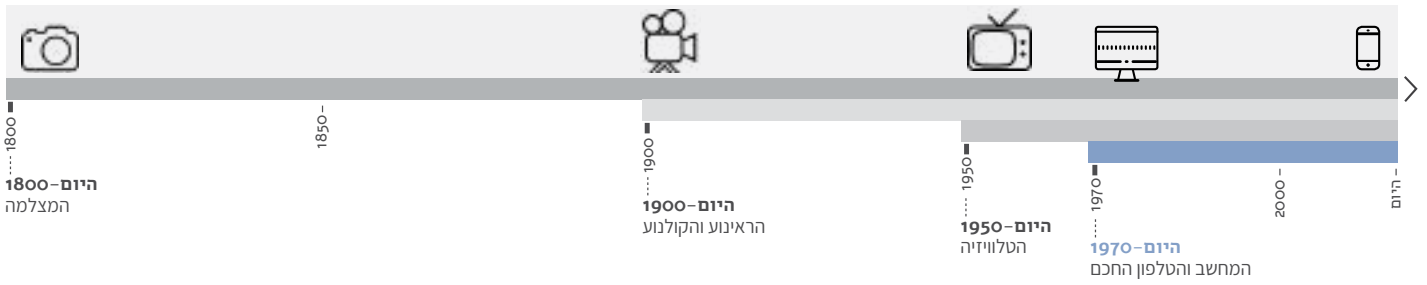 1800
1850
1900
1950
1970
2000
היום
1800-היום
המצלמה
1900-היום
הראינוע והקולנוע
1950-היום
הטלוויזיה
1970-היום
המחשב והטלפון החכם